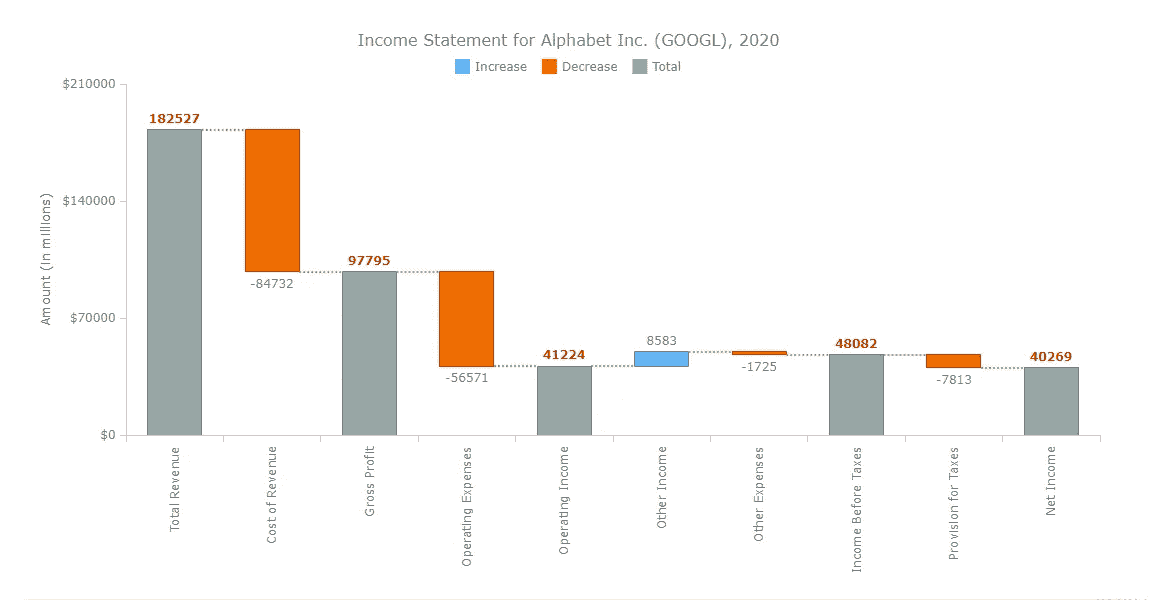 Income Statement for Alphabet Inc. (GOOGL), 2020
Increase Decrease Total
Amount (In millions)
$210000
$140000
$70000
$0
182527
-84732
97795
-56571
41224
8583
-1725
48082
-7813
40269
Total Revenue
Cost of Revenue
Gross Profit
Operating Expenses
Operating Income
Other Income
Other Expenses
Income Before Taxes
Provision for Taxes
Net Income